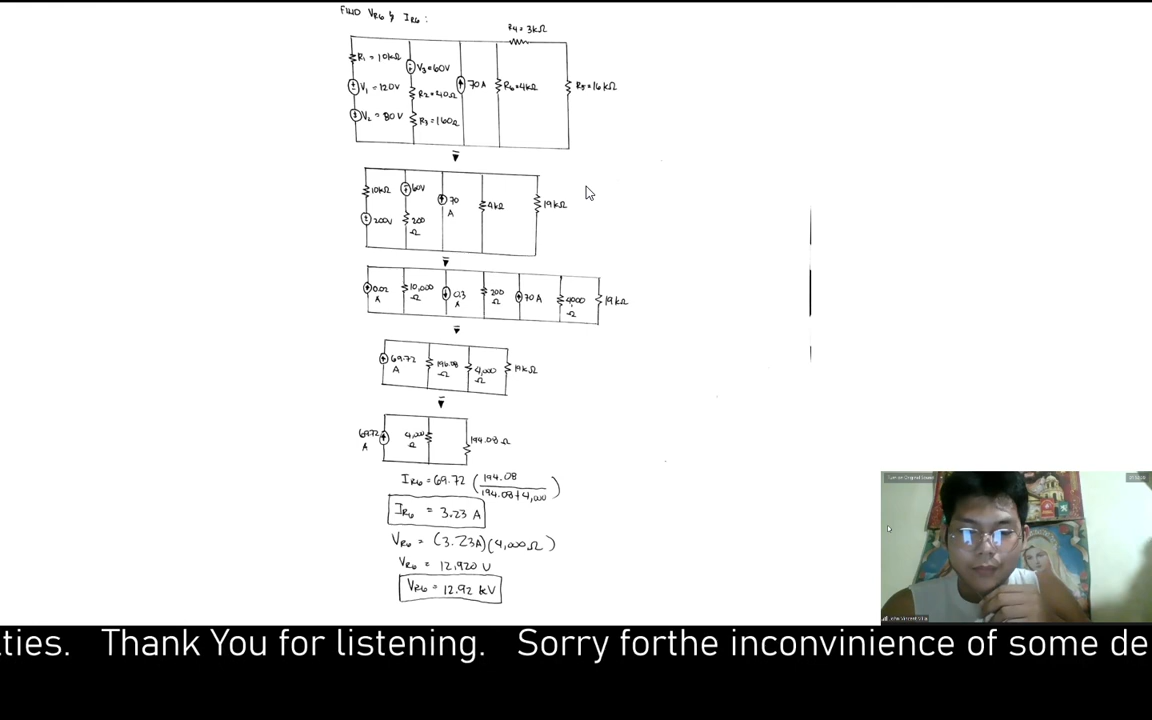 FIND VR6 & IR6 :
R4 = 3kΩ
R1 = 10kΩ
V3 = 60V
70 A
R6 = 4kΩ
R5 = 16kΩ
V1 = 120V
R2 = 40Ω
V2 = 80V
R3 = 160Ω
10kΩ
60V
70
A
4kΩ
19kΩ
200V
200
Ω
0.02
A
10,000
Ω
0.3
A
200
Ω
70 A
4000
Ω
19kΩ
69.72
A
196.08
Ω
4,000
Ω
19kΩ
69.72
A
4,000
Ω
194.08 Ω
IR6 = 69.72 ( 194.08
194.08 + 4,000 )
IR6 = 3.23 A
VR6 = (3.23A)(4,000Ω)
VR6 = 12,920 V
VR6 = 12.92 kV
ties. Thank You for listening. Sorry forthe inconvinience of some de